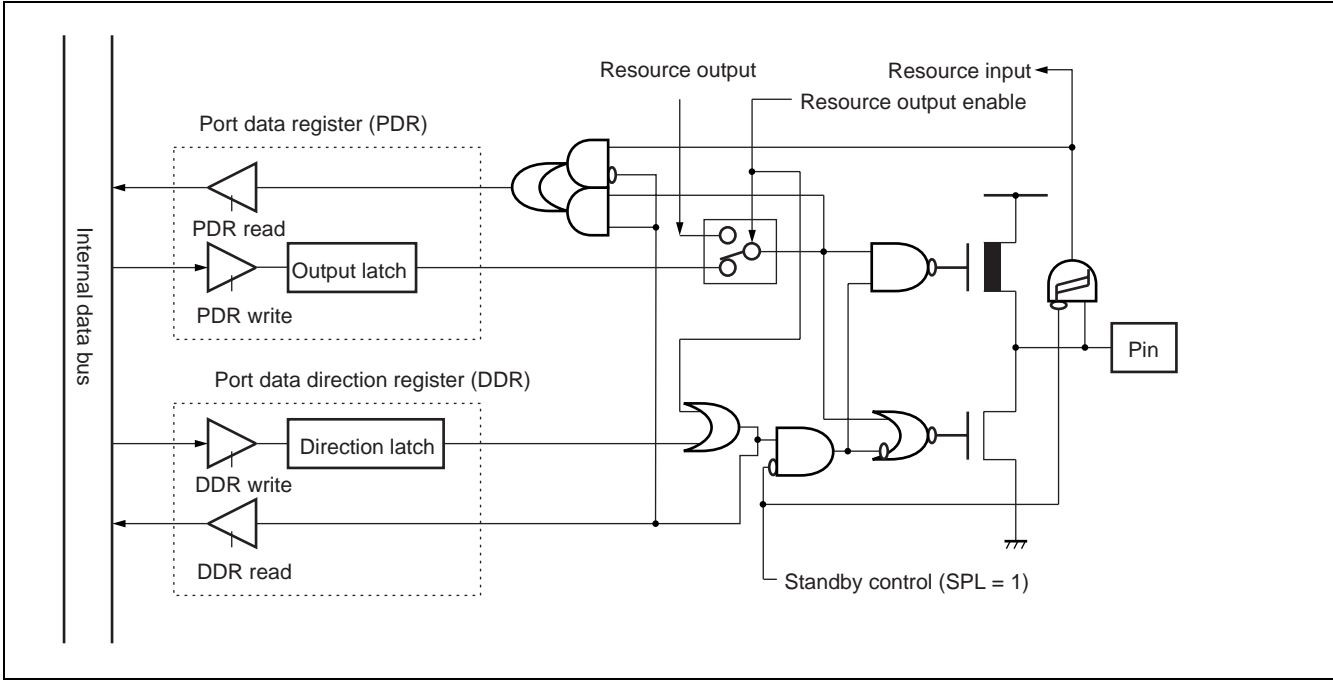 Resource output
Resource input
Resource output enable
Port data register (PDR)
PDR read
Internal data bus
Output latch
PDR write
Pin
Port data direction register (DDR)
Direction latch
DDR write
DDR read
Standby control (SPL = 1)